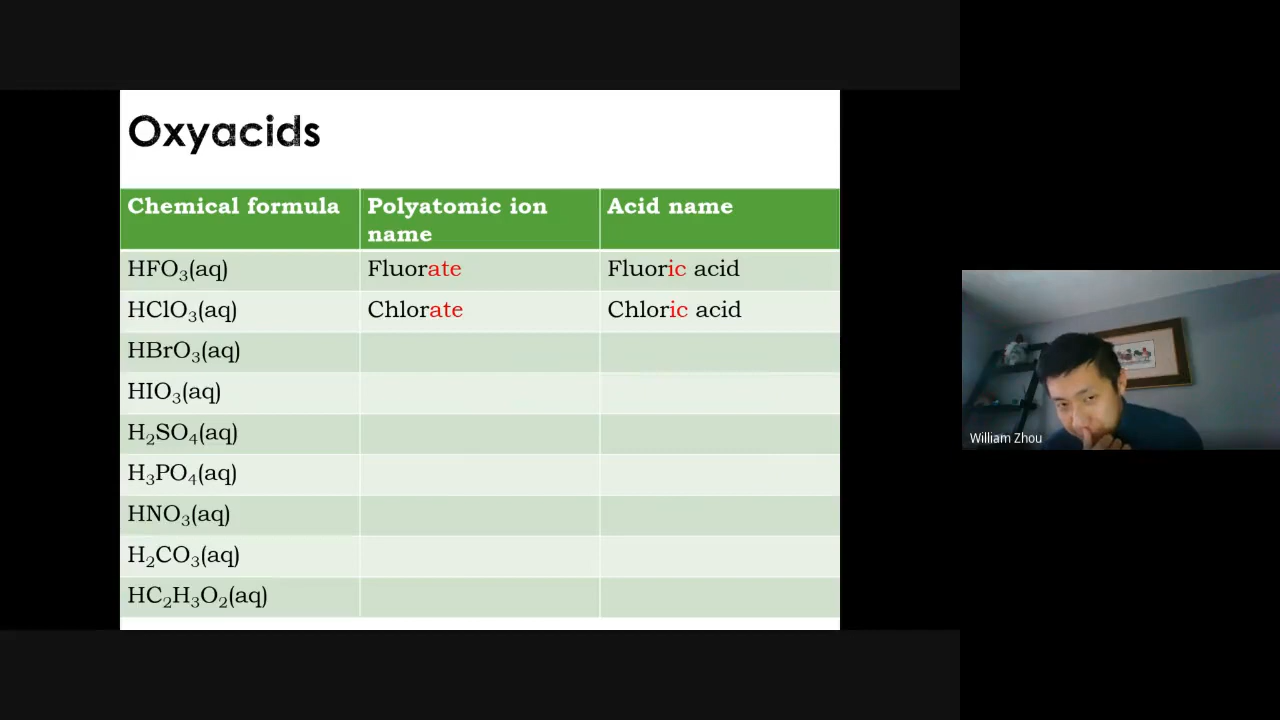 Oxyacids
Chemical formula
Polyatomic ion
name
Acid name
HFO₃(aq)
Fluorate
Fluoric acid
HClO₃(aq)
Chlorate
Chloric acid
HBrO₃(aq)
HIO₃(aq)
H₂SO₄(aq)
H₃PO₄(aq)
HNO₃(aq)
H₂CO₃(aq)
HC₂H₃O₂(aq)
William Zhou